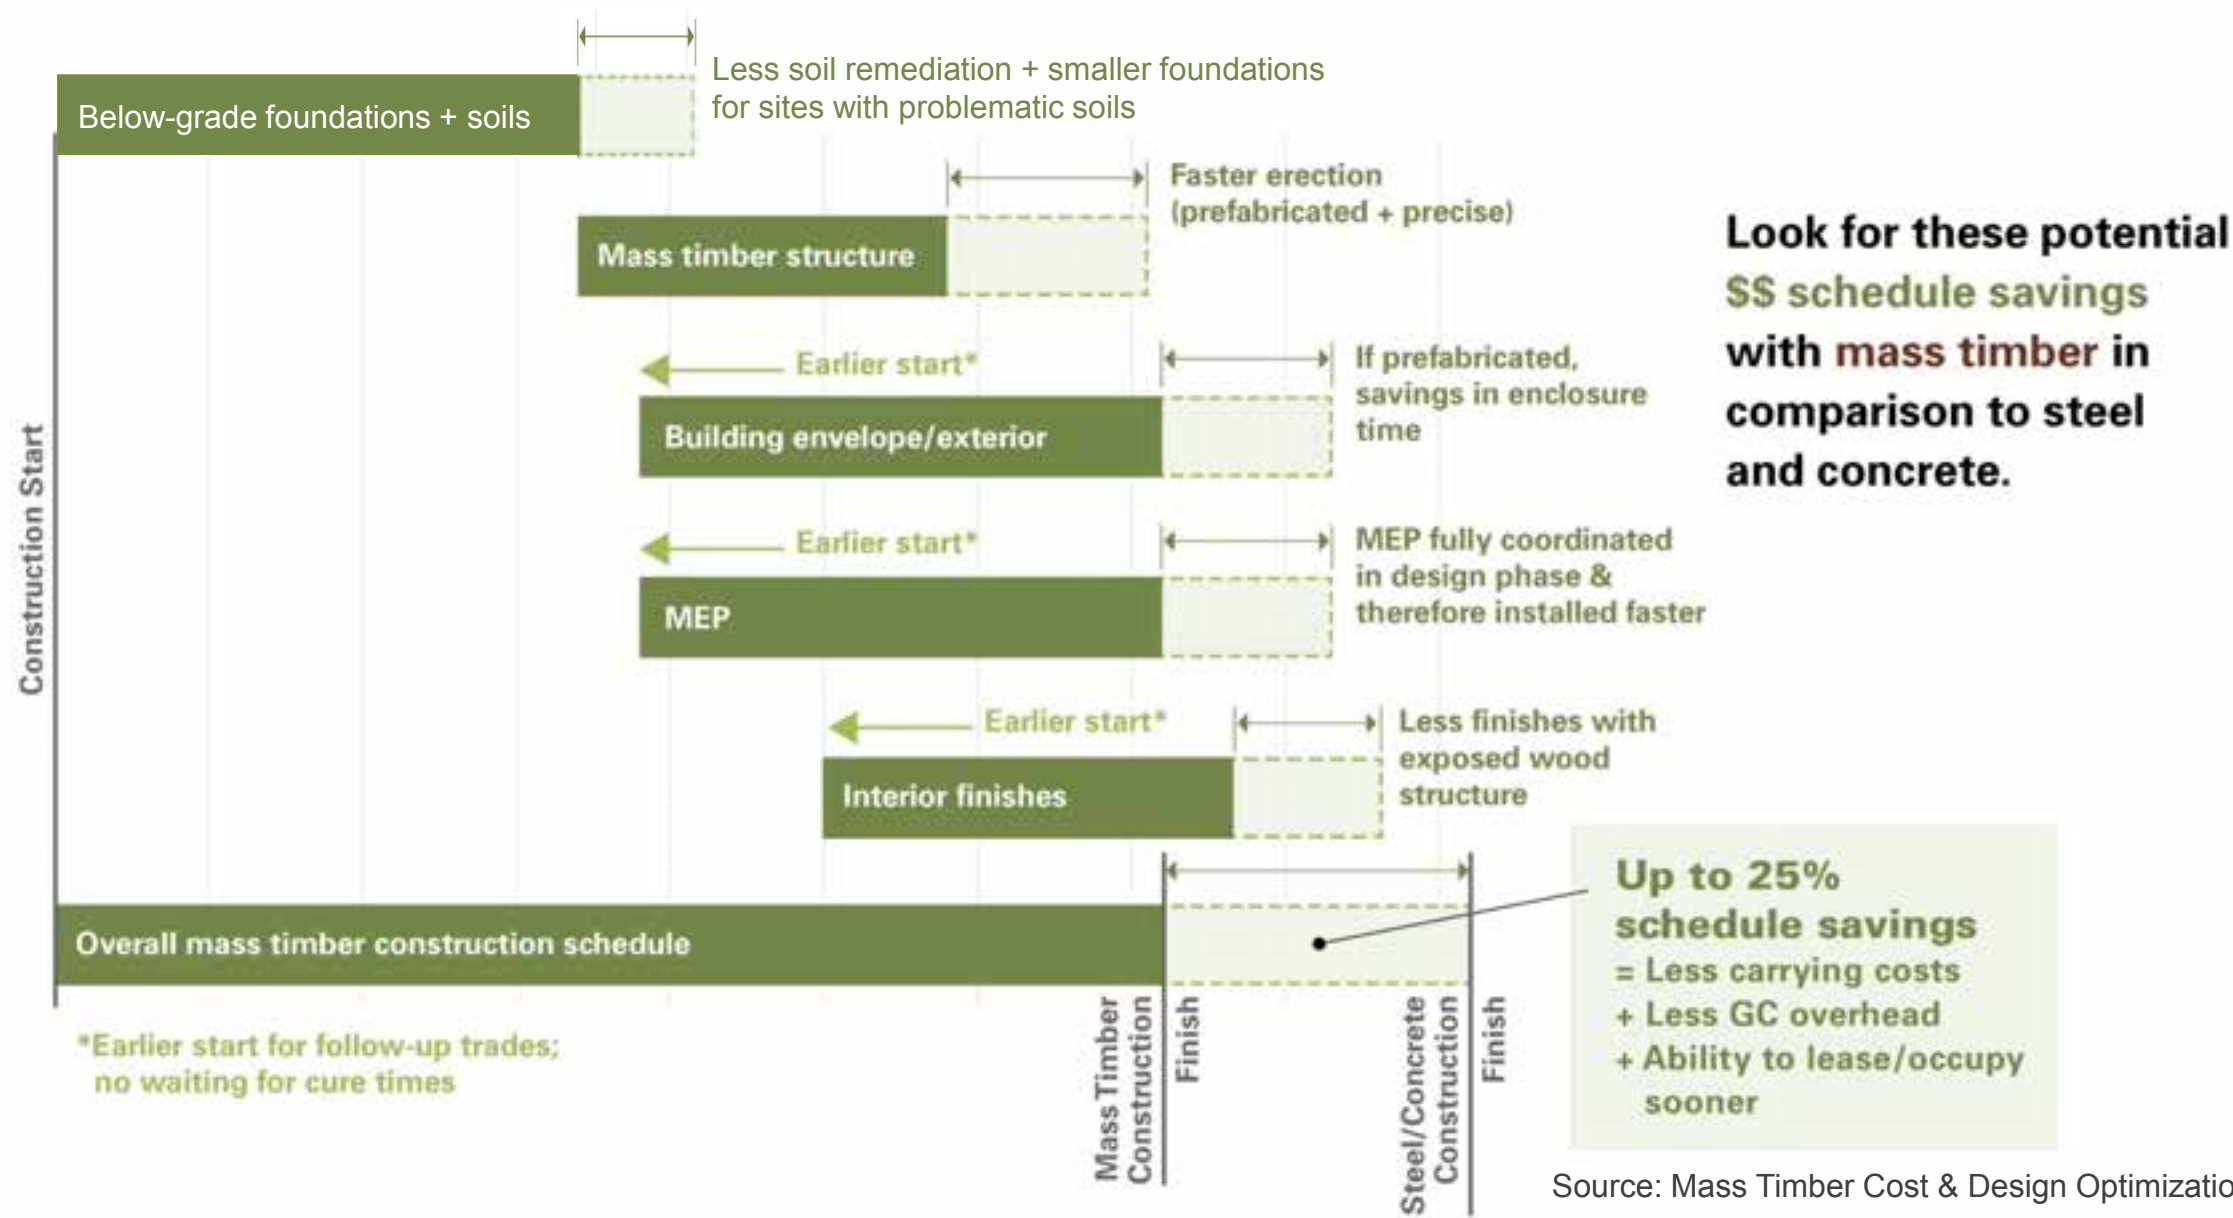 Less soil remediation + smaller foundations
for sites with problematic soils
Below-grade foundations + soils
Faster erection
(prefabricated + precise)
Mass timber structure
Look for these potential
$$ schedule savings
with mass timber in
comparison to steel
and concrete.
Earlier start*
If prefabricated,
savings in enclosure
time
Building envelope/exterior
Construction Start
Earlier start*
MEP fully coordinated
in design phase &
therefore installed faster
MEP
Earlier start*
Less finishes with
exposed wood
structure
Interior finishes
Up to 25%
schedule savings
= Less carrying costs
+ Less GC overhead
+ Ability to lease/occupy
sooner
Overall mass timber construction schedule
*Earlier start for follow-up trades;
no waiting for cure times
Mass Timber
Construction
Finish
Steel/Concrete
Construction
Finish
Source: Mass Timber Cost & Design Optimizatio